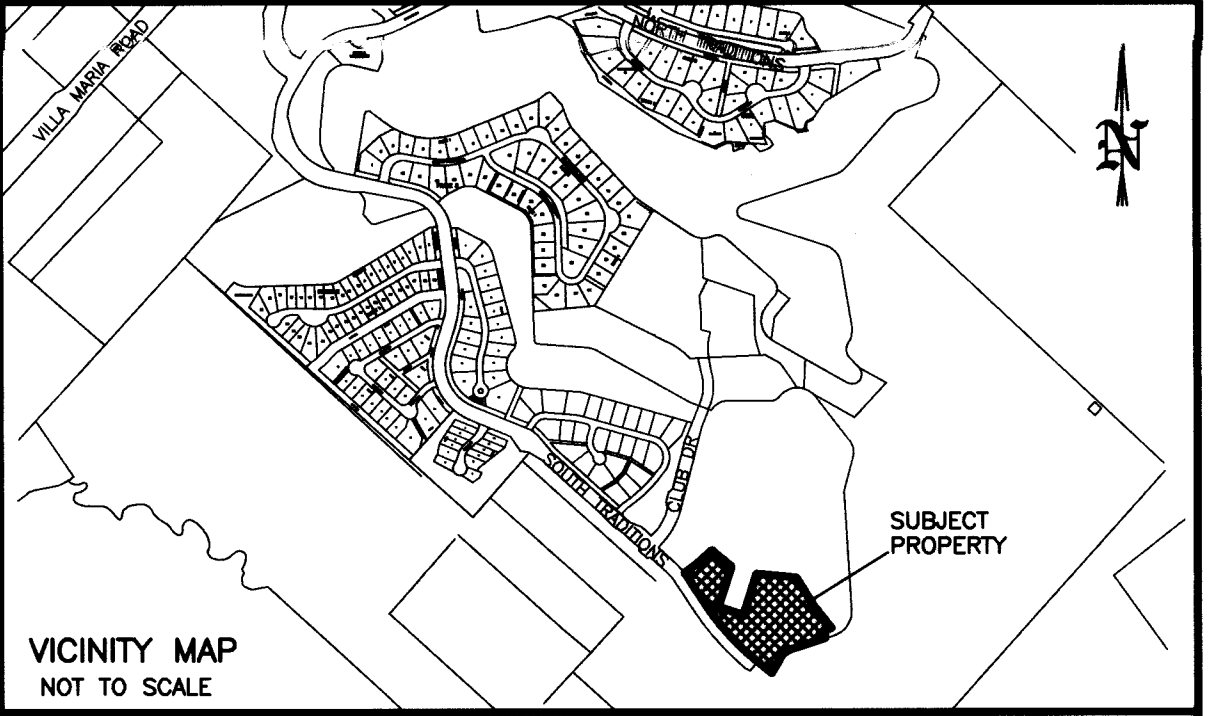 VILLA MARIA ROAD
NORTH TRADITIONS
N
SOUTH TRADITIONS
CLUB DR
SUBJECT
PROPERTY
VICINITY MAP
NOT TO SCALE